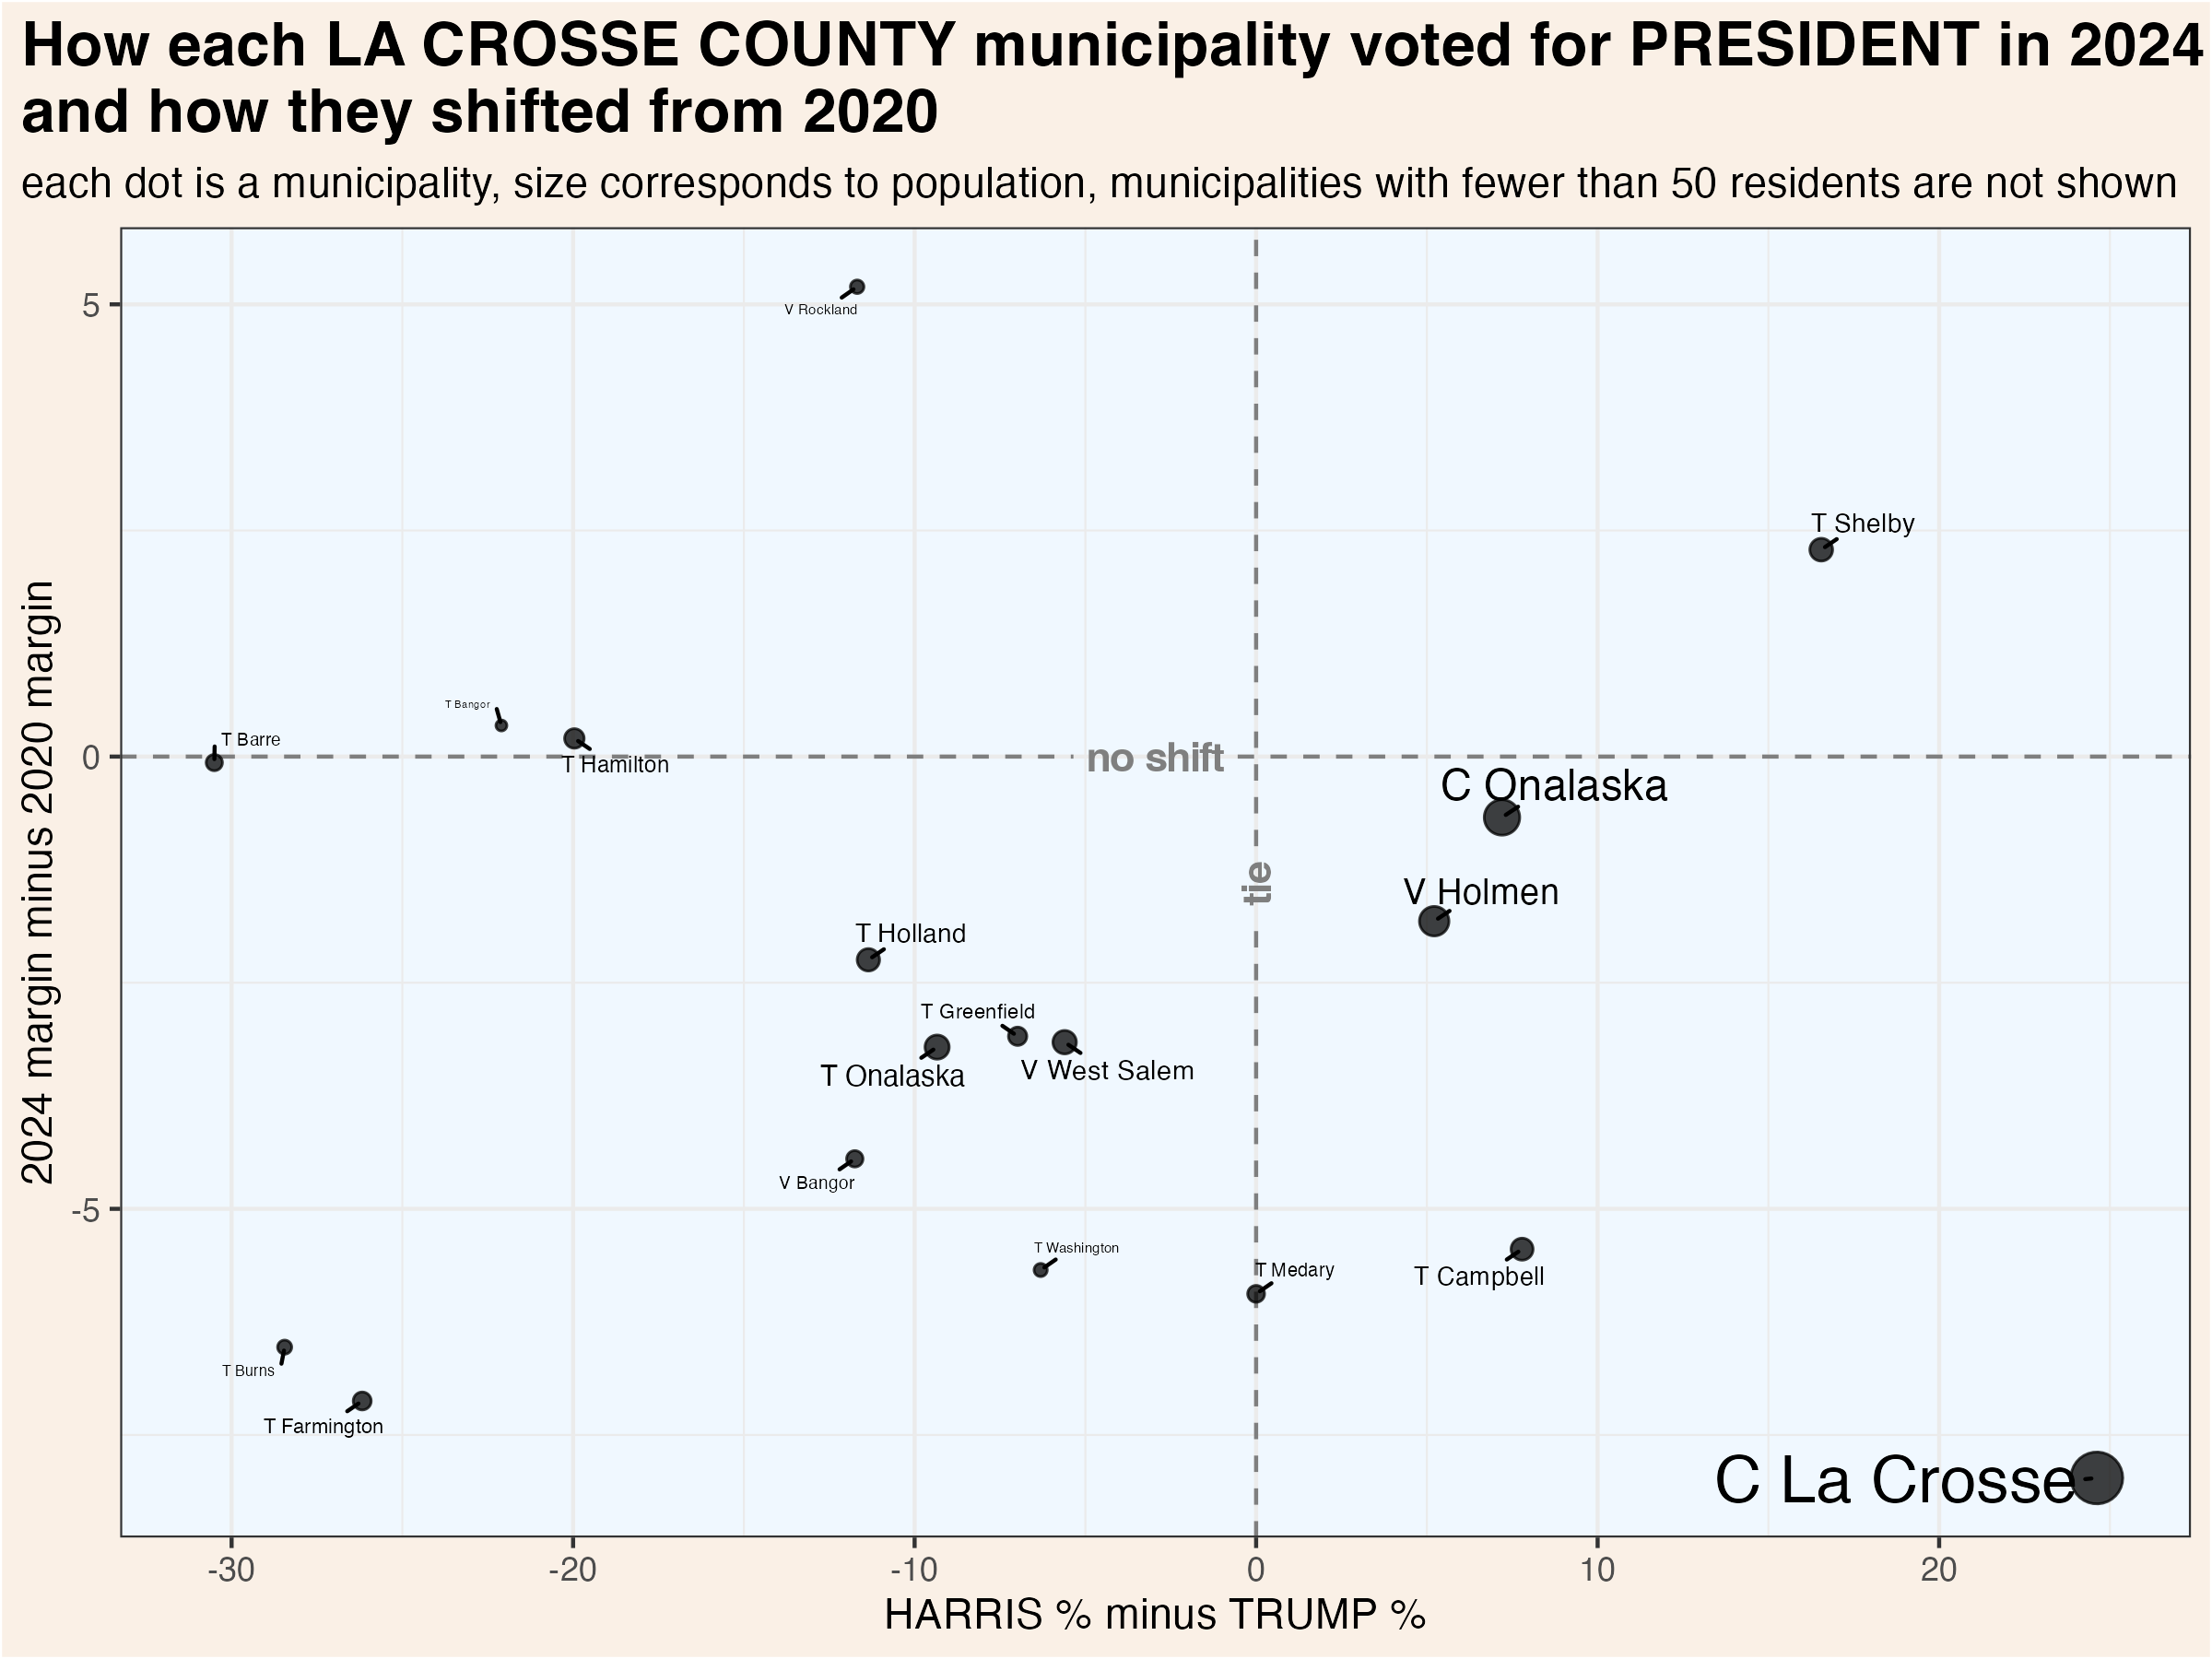 How each LA CROSSE COUNTY municipality voted for PRESIDENT in 2024
and how they shifted from 2020
each dot is a municipality, size corresponds to population, municipalities with fewer than 50 residents are not shown
5
V Rockland
T Shelby
T Bangor
T Barre
0
T Hamilton
no shift
C Onalaska
tie
V Holmen
T Holland
T Greenfield
T Onalaska
V West Salem
V Bangor
-5
T Washington
T Medary
T Campbell
T Burns
T Farmington
C La Crosse
2024 margin minus 2020 margin
-30
-20
-10
0
10
20
HARRIS % minus TRUMP %